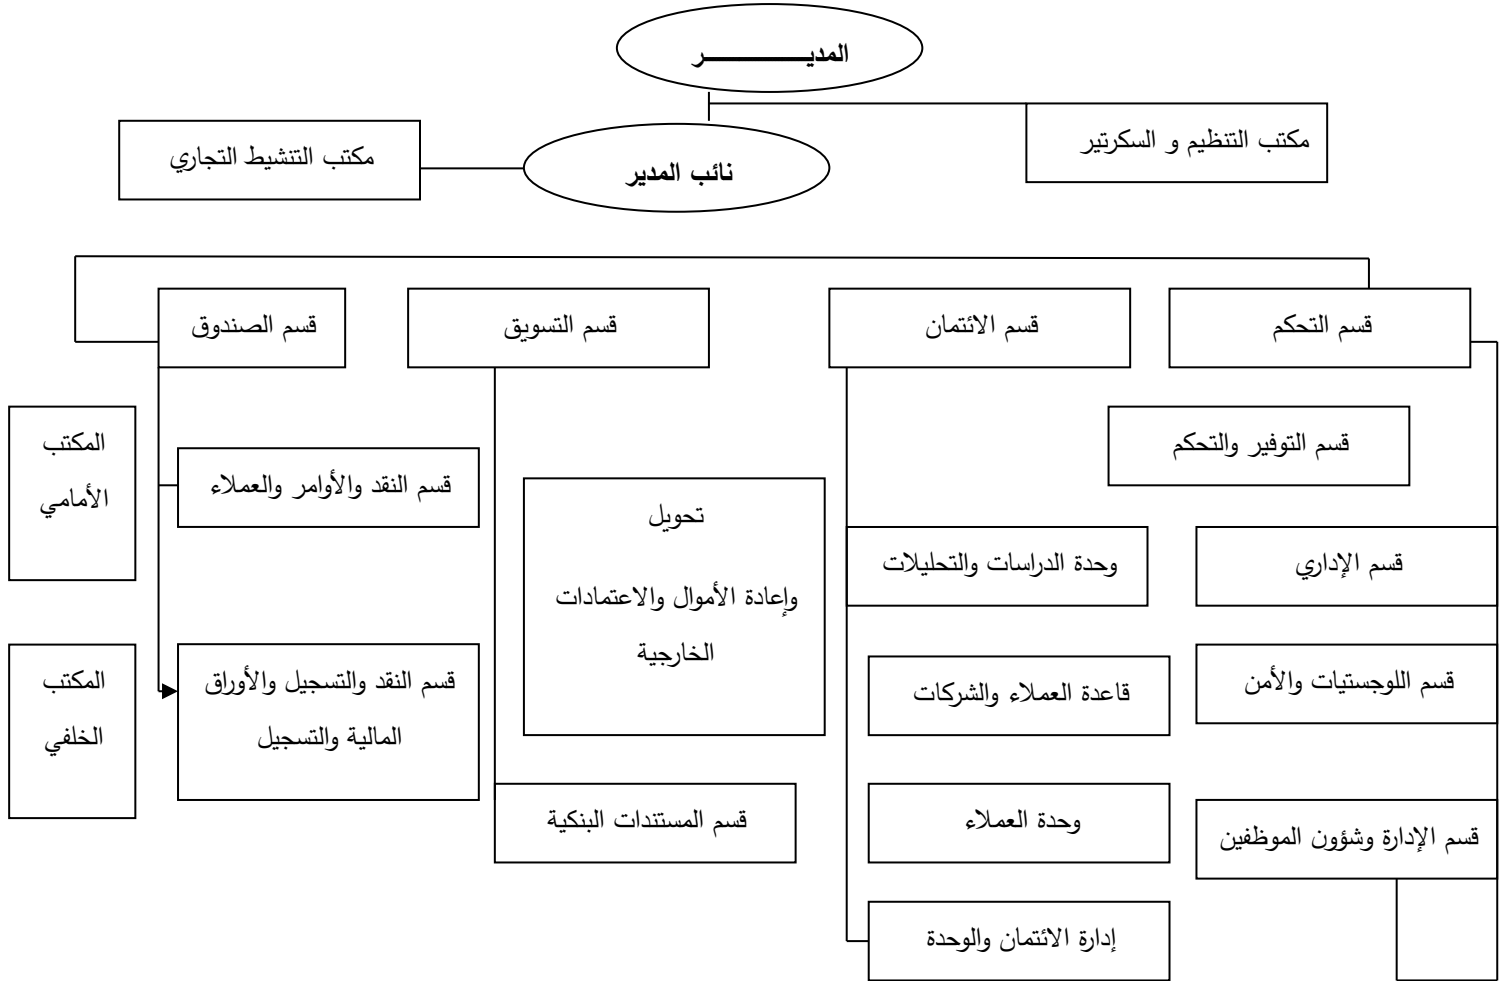 المديـــــــــــــر
مكتب التنظيم و السكرتير
نائب المدير
مكتب التنشيط التجاري
قسم التحكم
قسم الائتمان
قسم التسويق
قسم الصندوق
قسم التوفير والتحكم
قسم الإداري
قسم اللوجستيات والأمن
قسم الإدارة وشؤون الموظفين
وحدة الدراسات والتحليلات
قاعدة العملاء والشركات
وحدة العملاء
إدارة الائتمان والوحدة
تحويل
وإعادة الأموال والاعتمادات
الخارجية
قسم المستندات البنكية
قسم النقد والأوامر والعملاء
قسم النقد والتسجيل والأوراق
المالية والتسجيل
المكتب
الأمامي
المكتب
الخلفي